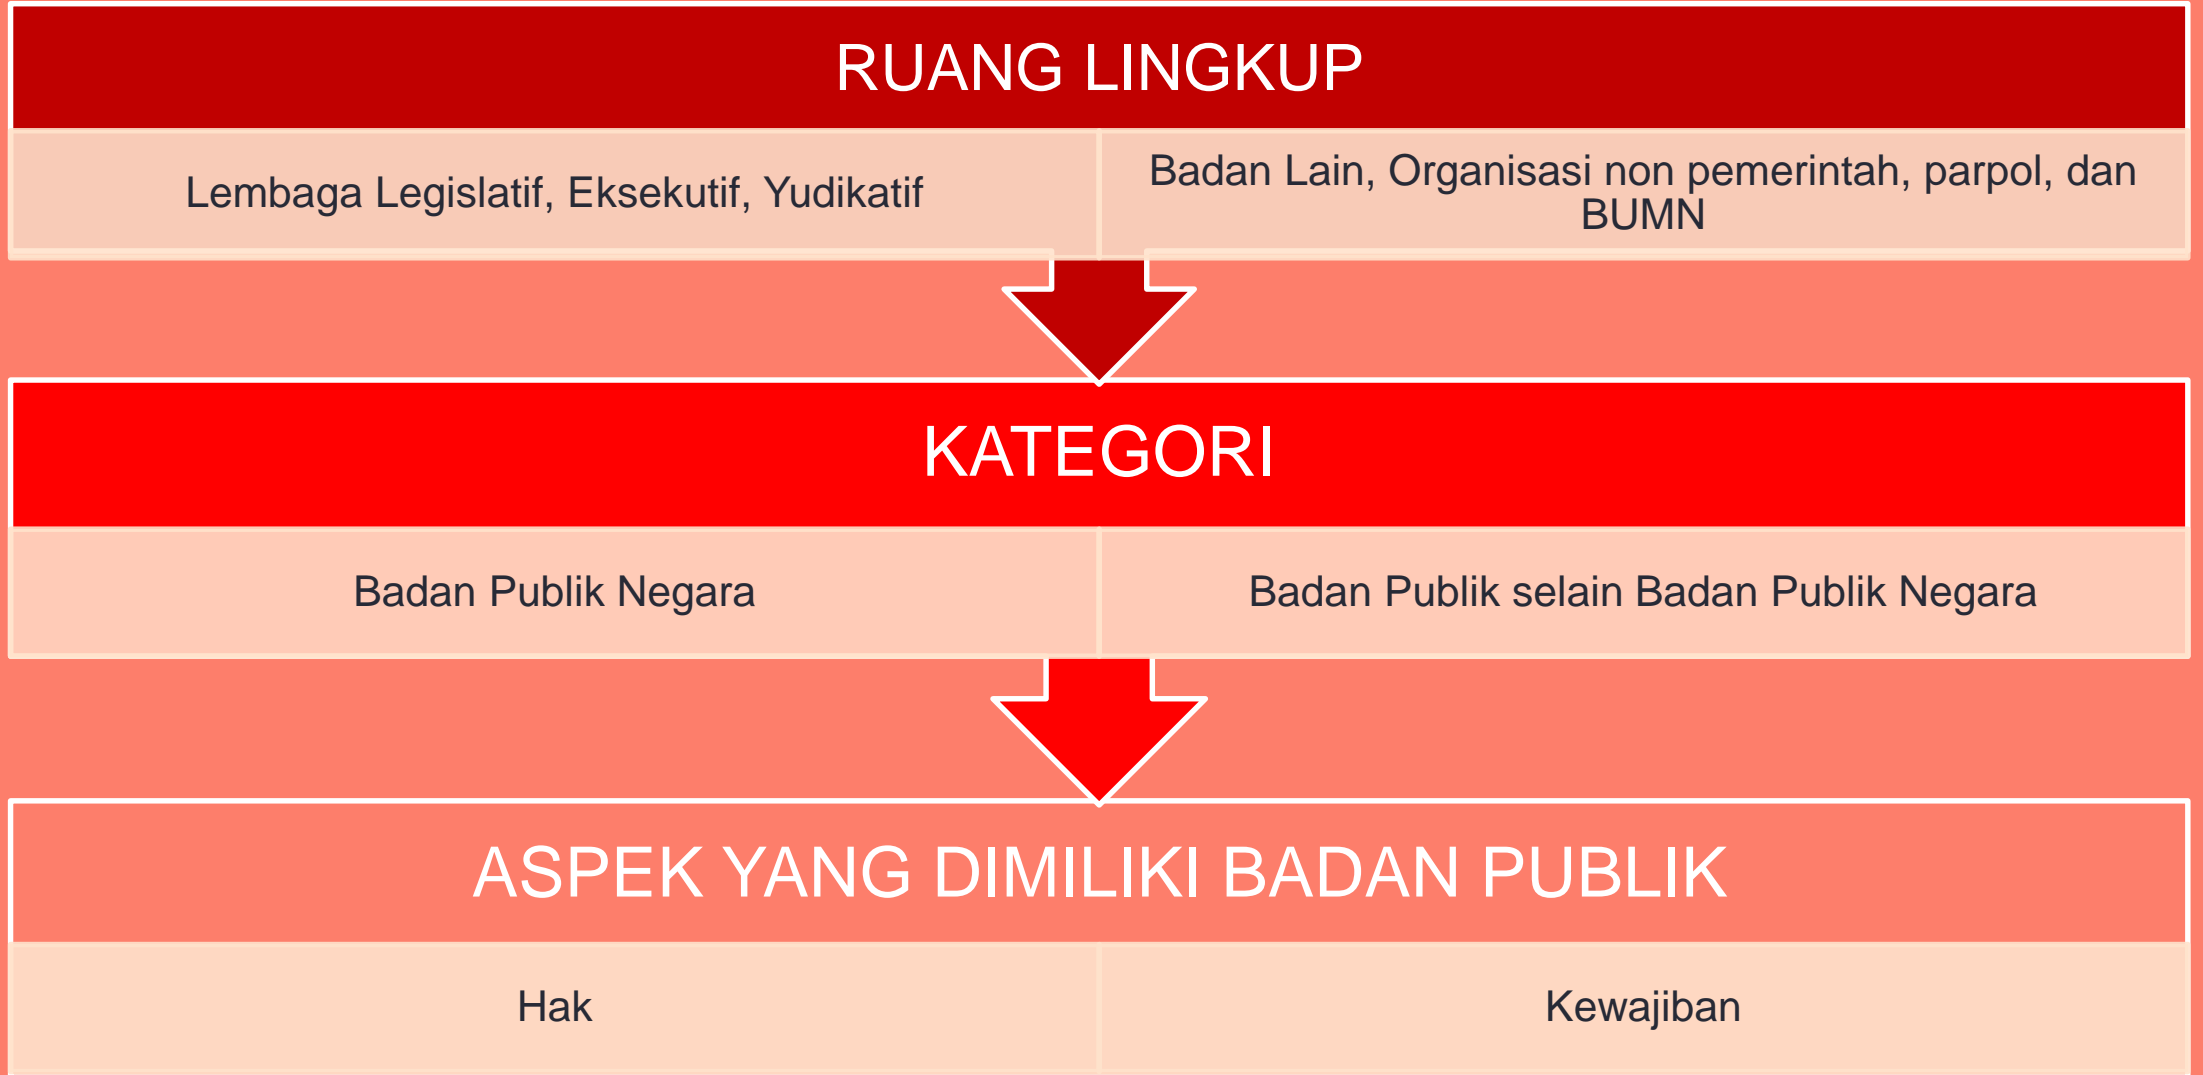 RUANG LINGKUP
Lembaga Legislatif, Eksekutif, Yudikatif
Badan Lain, Organisasi non pemerintah, parpol, dan
BUMN
KATEGORI
Badan Publik Negara
Badan Publik selain Badan Publik Negara
ASPEK YANG DIMILIKI BADAN PUBLIK
Hak
Kewajiban